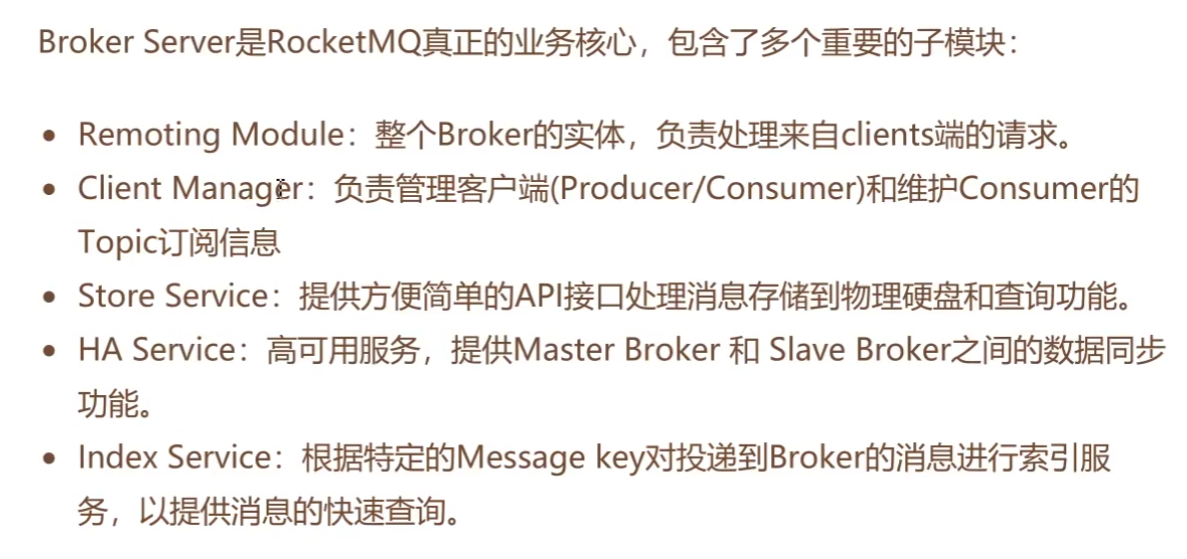 Broker Server是RocketMQ真正的业务核心，包含了多个重要的子模块：
• Remoting Module：整个Broker的实体，负责处理来自clients端的请求。
• Client Manager：负责管理客户端(Producer/Consumer)和维护Consumer的
Topic订阅信息
• Store Service：提供方便简单的API接口处理消息存储到物理硬盘和查询功能。
• HA Service：高可用服务，提供Master Broker 和 Slave Broker之间的数据同步
功能。
• Index Service：根据特定的Message key对投递到Broker的消息进行索引服
务，以提供消息的快速查询。